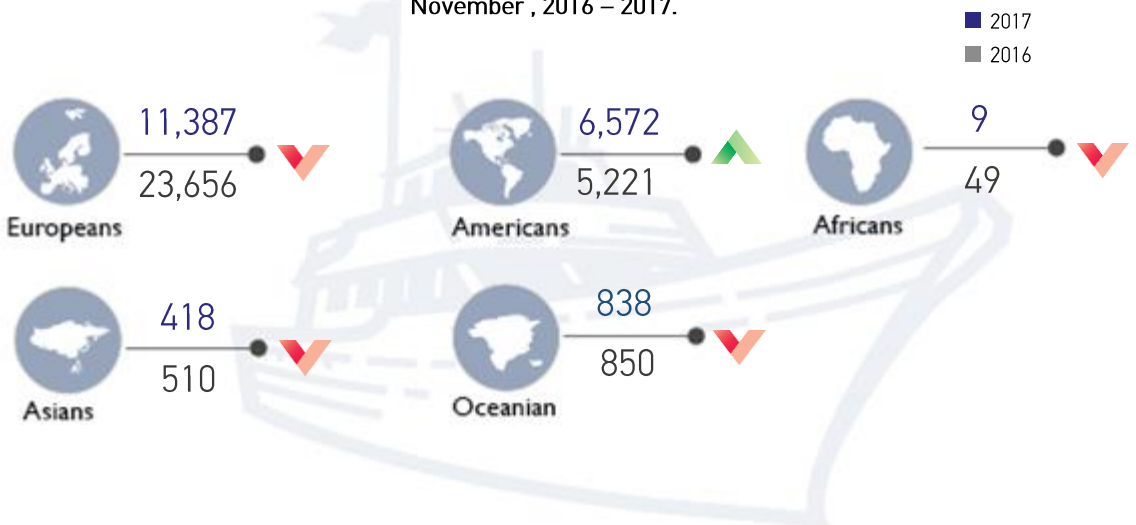 November , 2016 – 2017.
2017
2016
11,387
23,656
Europeans
6,572
5,221
Americans
9
49
Africans
418
510
Asians
838
850
Oceanian